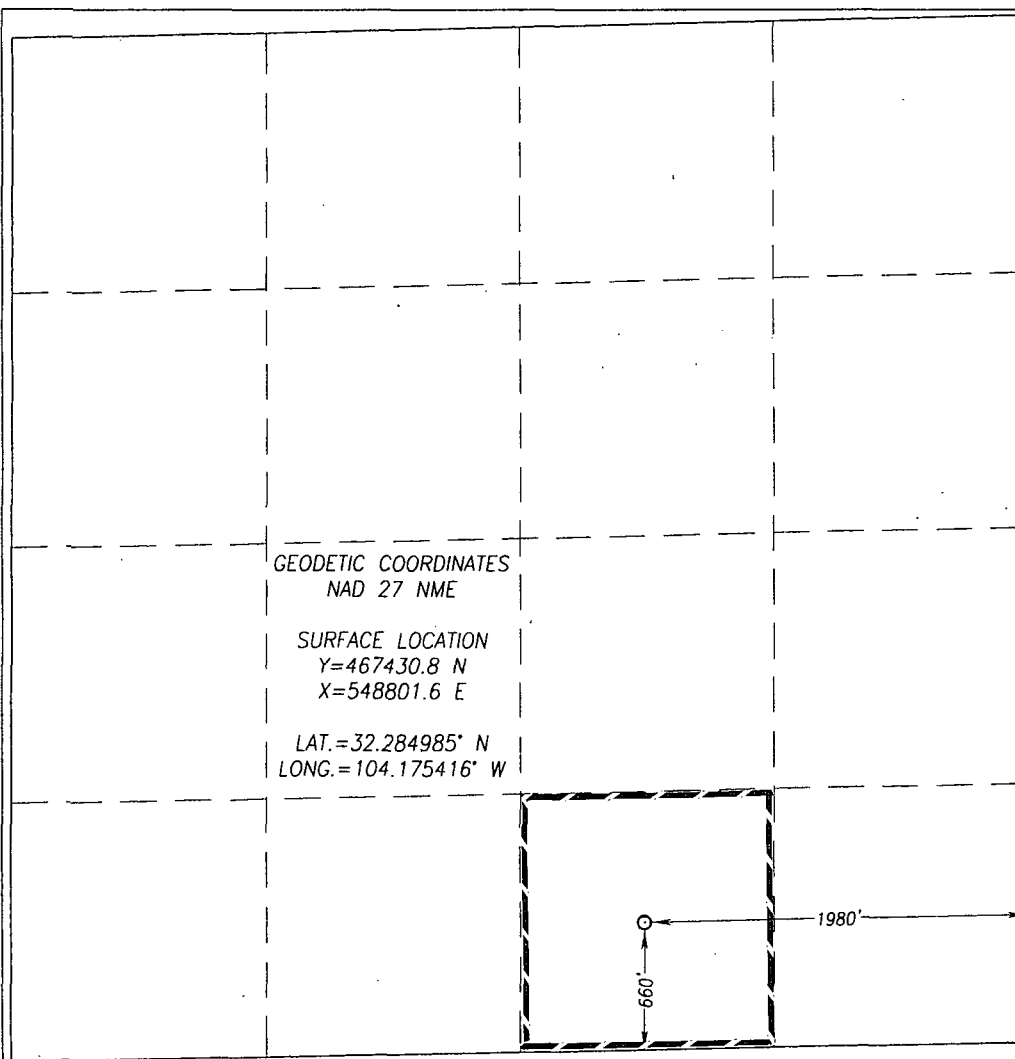 GEODETIC COORDINATES
NAD 27 NME
SURFACE LOCATION
Y=467430.8 N
X=548801.6 E
LAT.=32.284985° N
LONG.=104.175416° W
1980'
660'